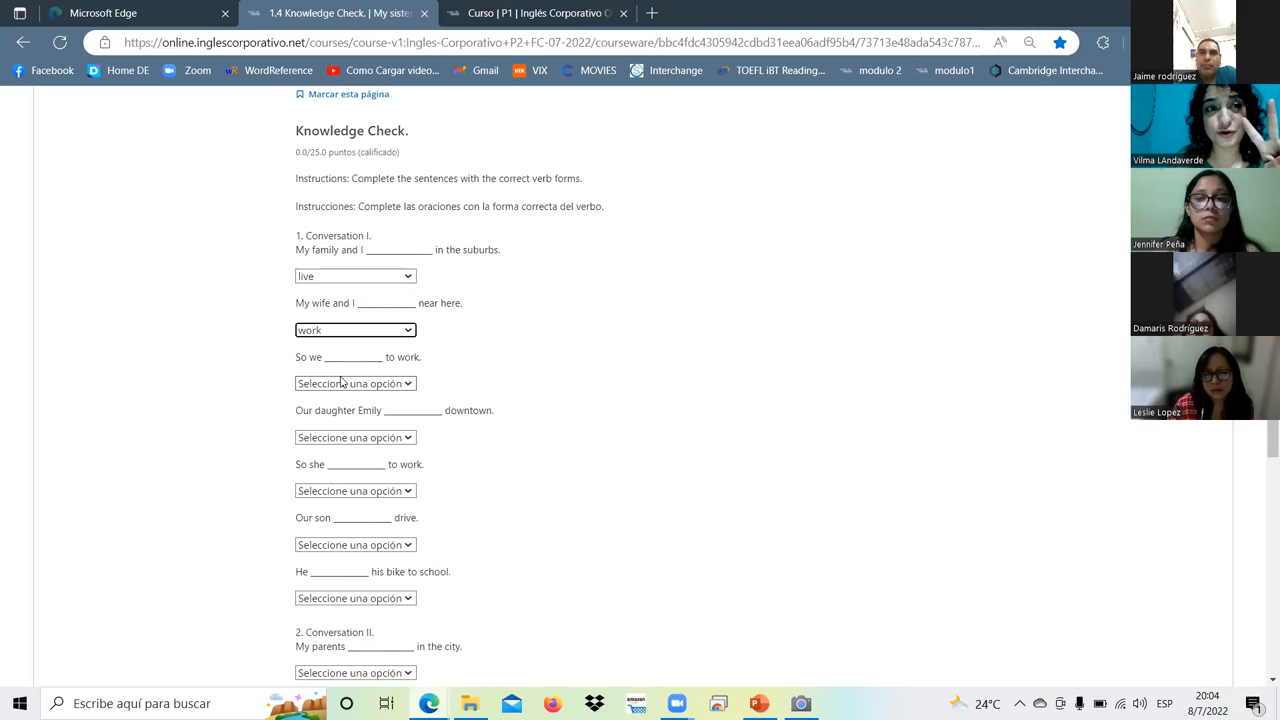 Microsoft Edge
1.4 Knowledge Check. | 1.4 (My sister
Curso | P1 | Inglés Corporativo O
https://online.inglescorporativo.net/courses/course-v1:Ingles-Corporativo+P2+FC-07-2022/courseware/bbc4fdc4305942cdbd31eea06adf95b4/73713e48ada543c787...
Facebook
Home DE
Zoom
WordReference
Como Cargar video...
Gmail
VIX
MOVIES
Interchange
TOEFL iBT Reading...
modulo 2
modulo1
Cambridge Intercha...
Marcar esta página
Knowledge Check.
0.0/25.0 puntos (calificado)
Instructions: Complete the sentences with the correct verb forms.
Instrucciones: Complete las oraciones con la forma correcta del verbo.
1. Conversation I.
My family and I ____________ in the suburbs.
live
My wife and I ___________ near here.
work
So we ___________ to work.
Seleccione una opción
Our daughter Emily ___________ downtown.
Seleccione una opción
So she ___________ to work.
Seleccione una opción
Our son ___________ drive.
Seleccione una opción
He ___________ his bike to school.
Seleccione una opción
2. Conversation II.
My parents ____________ in the city.
Seleccione una opción
Jaime rodriguez
Vilma LAndaverde
Jennifer Peña
Damaris Rodríguez
Leslie Lopez
Escribe aquí para buscar
amazon
24°C
ESP
20:04
8/7/2022
1